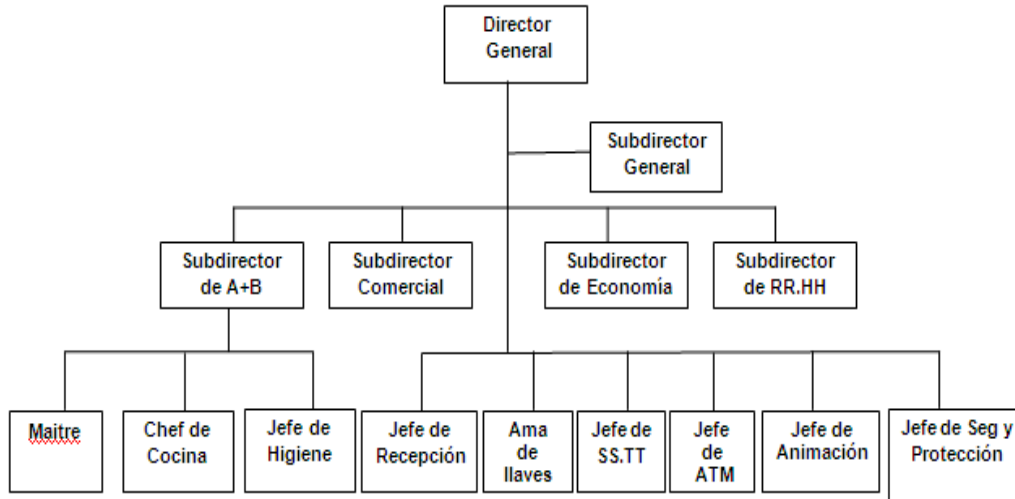 Director
General
Subdirector
General
Subdirector
de A+B
Subdirector
Comercial
Subdirector
de Economía
Subdirector
de RR.HH
Maitre
Chef de
Cocina
Jefe de
Higiene
Jefe de
Recepción
Ama
de
llaves
Jefe de
SS.TT
Jefe
de
ATM
Jefe de
Animación
Jefe de Seg y
Protección